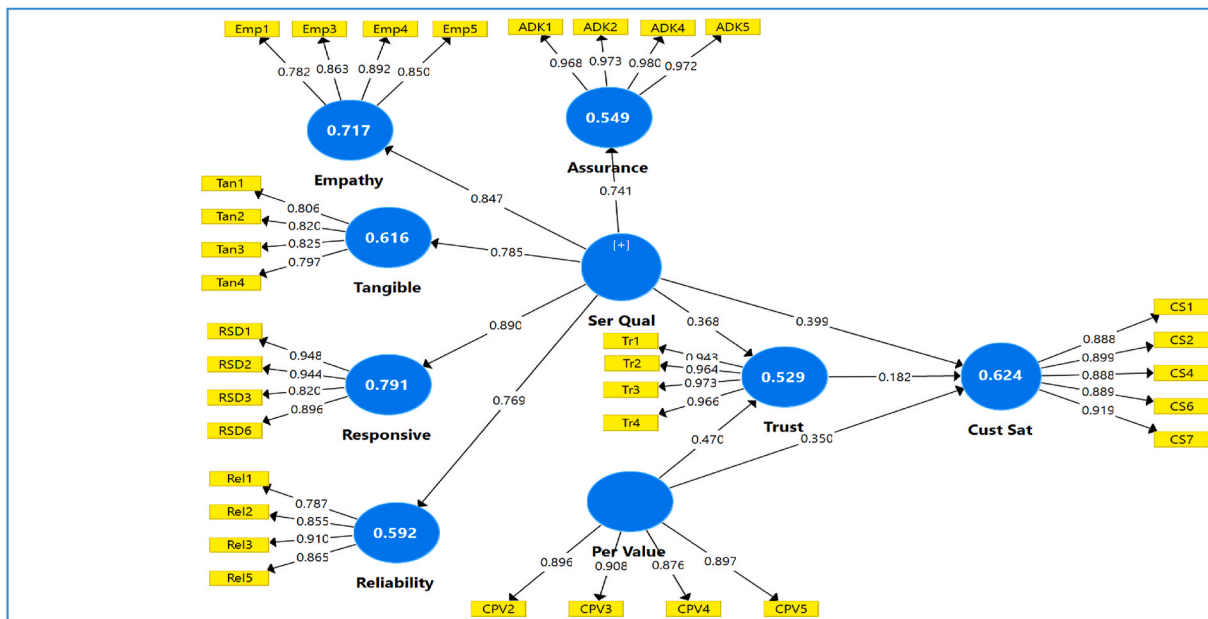 Emp1 Emp3 Emp4 Emp5
ADK1 ADK2 ADK4 ADK5
0.782 0.863 0.892 0.850
0.968 0.973 0.980 0.972
0.717
Empathy
0.549
Assurance
0.847
0.741
Tan1
Tan2
Tan3
Tan4
0.806
0.820
0.825
0.797
0.616
Tangible
0.785
[+]
Ser Qual
RSD1
RSD2
RSD3
RSD6
0.948
0.944
0.820
0.896
0.791
Responsive
0.890
0.769
0.368
0.399
Tr1
Tr2
Tr3
Tr4
0.943
0.964
0.973
0.966
0.529
Trust
0.182
0.624
Cust Sat
0.888
0.899
0.888
0.889
0.919
CS1
CS2
CS4
CS6
CS7
0.470
0.350
Rel1
Rel2
Rel3
Rel5
0.787
0.855
0.910
0.865
0.592
Reliability
Per Value
0.896 0.908 0.876 0.897
CPV2 CPV3 CPV4 CPV5